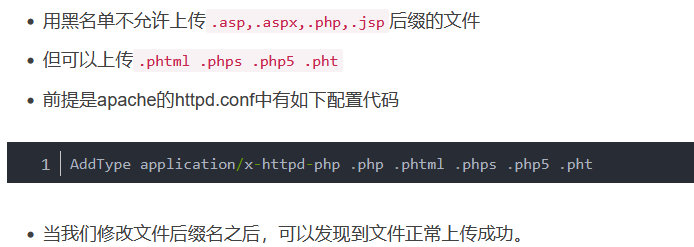 用黑名单不允许上传.asp,.aspx,.php,.jsp后缀的文件
但可以上传.phtml .phps .php5 .pht
前提是apache的httpd.conf中有如下配置代码
1 AddType application/x-httpd-php .php .phtml .phps .php5 .pht
当我们修改文件后缀名之后，可以发现到文件正常上传成功。